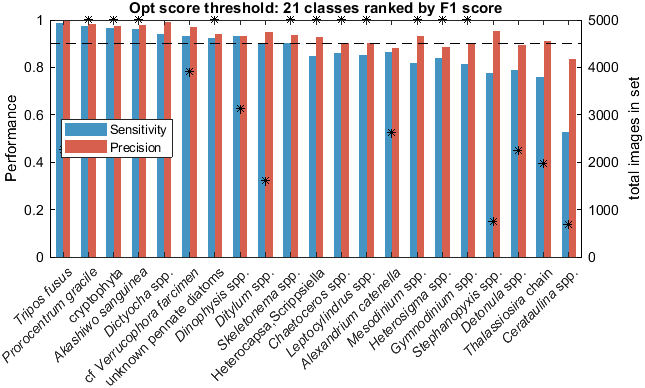 Opt score threshold: 21 classes ranked by F1 score
Performance
1
0.8
0.6
0.4
0.2
0
Sensitivity
Precision
5000
4000
3000
2000
1000
0
total images in set
Tripos fusus
Prorocentrum gracile
cryptophyta
Akashiwo sanguinea
Dictyocha spp.
cf Verrucophora farcimen
unknown pennate diatoms
Dinophysis spp.
Ditylum spp.
Skeletonema spp.
Heterocapsa, Scrippsiella
Chaetoceros spp.
Leptocylindrus spp.
Alexandrium catenella
Mesodinium spp.
Heterosigma spp.
Gymnodinium spp.
Stephanopyxis spp.
Detonula spp.
Thalassiosira chain
Cerataulina spp.